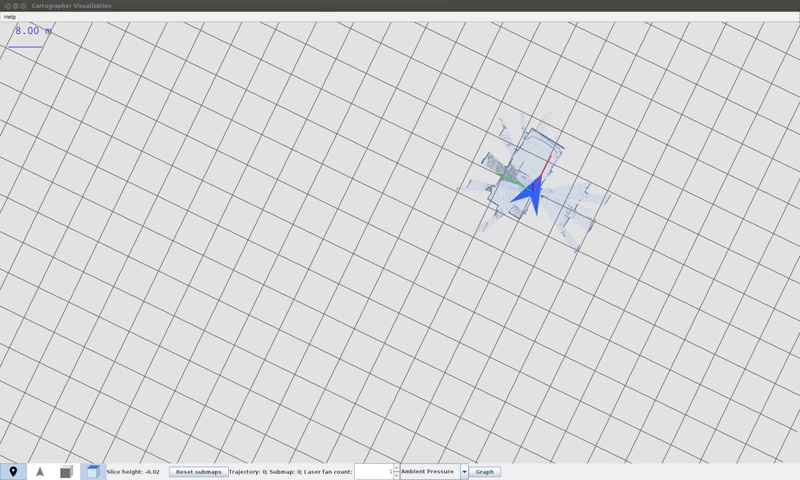 Cartographer Visualization
Help
8.00 m
Slice height: -0.02 Reset submaps Trajectory: 0; Submap: 0; Laser fan count: 1 Ambient Pressure Graph